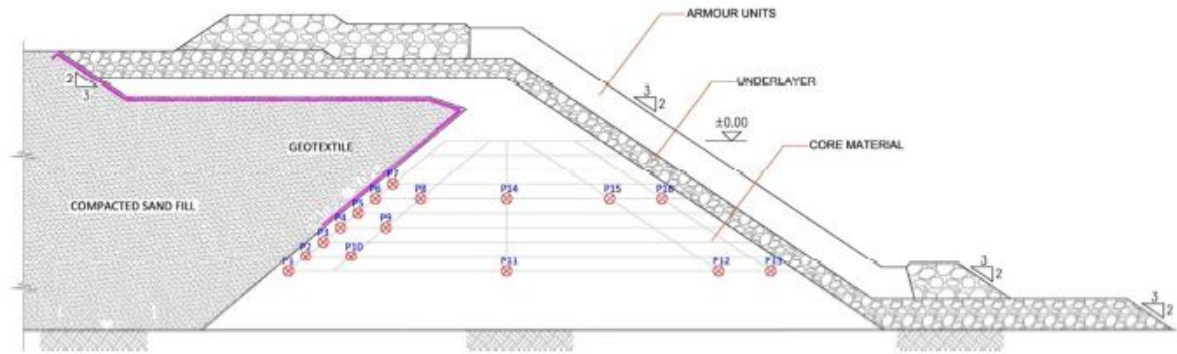 ARMOUR UNITS
2
3
UNDERLAYER
3
2
±0.00
GEOTEXTILE
CORE MATERIAL
P7
P6
P8
P14
P15
P16
COMPACTED SAND FILL
P5
P4
P9
P3
P2
P10
P1
P11
P12
P13
3
2
3
2